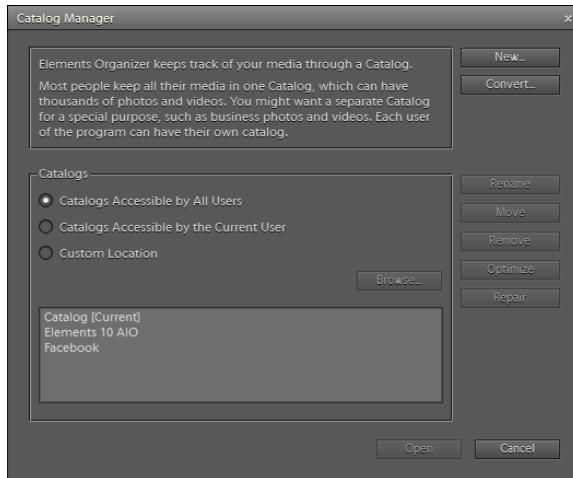 Catalog Manager
Elements Organizer keeps track of your media through a Catalog.
Most people keep all their media in one Catalog, which can have
thousands of photos and videos. You might want a separate Catalog
for a special purpose, such as business photos and videos. Each user
of the program can have their own catalog.
New...
Convert...
Catalogs
Catalogs Accessible by All Users
Catalogs Accessible by the Current User
Custom Location
Browse...
Rename
Move
Remove
Optimize
Repair
Catalog [Current]
Elements 10 AIO
Facebook
Open
Cancel